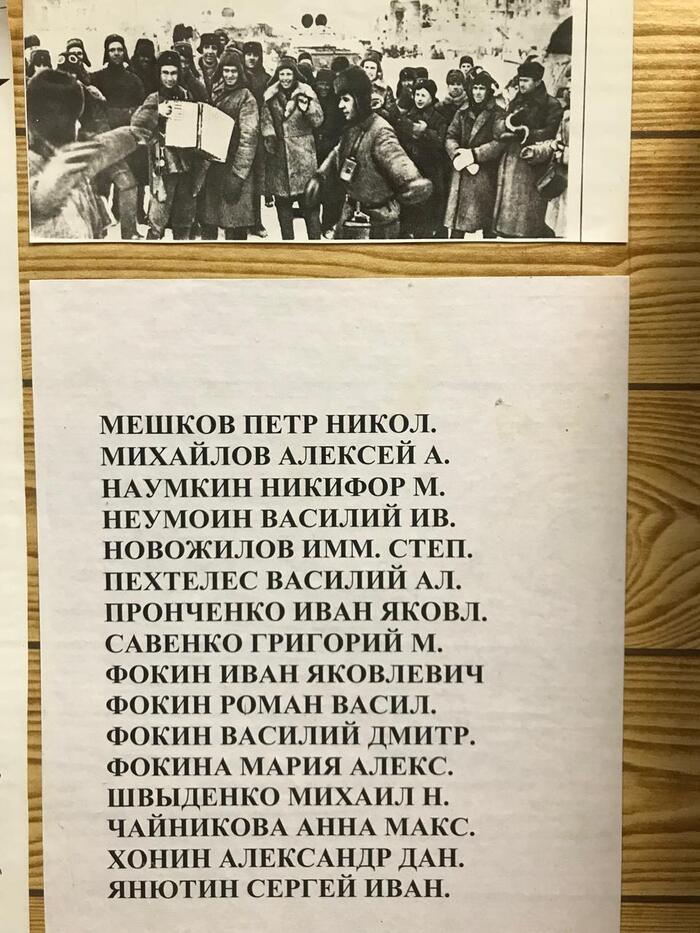 МЕШКОВ ПЕТР НИКОЛ.
МИХАЙЛОВ АЛЕКСЕЙ А.
НАУМКИН НИКИФОР М.
НЕУМОИН ВАСИЛИЙ ИВ.
НОВОЖИЛОВ ИММ. СТЕП.
ПЕХТЕЛЕС ВАСИЛИЙ АЛ.
ПРОНЧЕНКО ИВАН ЯКОВЛ.
САВЕНКО ГРИГОРИЙ М.
ФОКИН ИВАН ЯКОВЛЕВИЧ
ФОКИН РОМАН ВАСИЛ.
ФОКИН ВАСИЛИЙ ДМИТР.
ФОКИНА МАРИЯ АЛЕКС.
ШВЫДЕНКО МИХАИЛ Н.
ЧАЙНИКОВА АННА МАКС.
ХОНИН АЛЕКСАНДР ДАН.
ЯНЮТИН СЕРГЕЙ ИВАН.